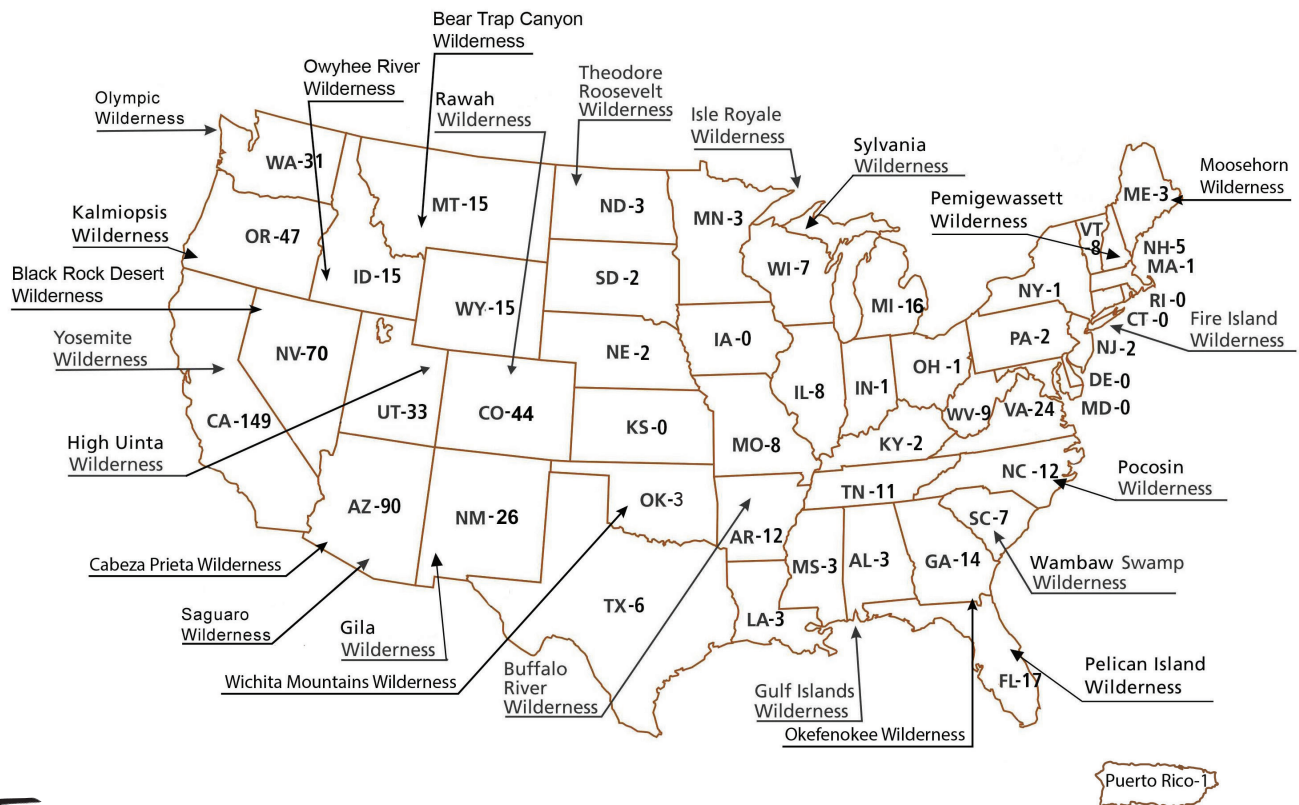 Bear Trap Canyon
Wilderness
Owyhee River
Wilderness
Theodore
Roosevelt
Wilderness
Olympic
Wilderness
Rawah
Wilderness
Isle Royale
Wilderness
Sylvania
Wilderness
Moosehorn
Wilderness
WA-31
MT-15
ND-3
MN-3
ME-3
Pemigewassett
Wilderness
Kalmiopsis
Wilderness
OR-47
VT
-8
NH-5
MA-1
Black Rock Desert
Wilderness
ID-15
SD-2
WI-7
NY-1
RI-0
CT-0
WY-15
MI-16
Fire Island
Wilderness
Yosemite
Wilderness
NV-70
NE-2
IA-0
PA-2
NJ-2
OH-1
DE-0
UT-33
CO-44
IL-8
IN-1
WV-9
VA-24
MD-0
CA-149
KS-0
MO-8
KY-2
High Uinta
Wilderness
NC-12
Pocosin
Wilderness
AZ-90
NM-26
OK-3
TN-11
AR-12
SC-7
Cabeza Prieta Wilderness
MS-3
AL-3
GA-14
Wambaw Swamp
Wilderness
Saguaro
Wilderness
Gila
Wilderness
TX-6
LA-3
Wichita Mountains Wilderness
Buffalo
River
Wilderness
Gulf Islands
Wilderness
FL-17
Pelican Island
Wilderness
Okefenokee Wilderness
Puerto Rico-1